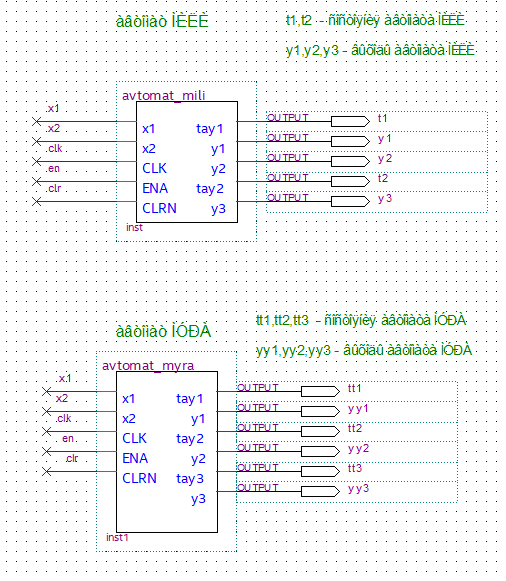 àâòîìàò ÌÈËÈ
t1,t2 - ñîñòîÿíèÿ àâòîìàòà ÌÈËÈ
y1,y2,y3 - âûõîäû àâòîìàòà ÌÈËÈ
avtomat_mili
x1
x2
clk
en
clr
x1
x2
CLK
ENA
CLRN
tay1
y1
y2
tay2
y3
inst
OUTPUT t1
OUTPUT y1
OUTPUT y2
OUTPUT t2
OUTPUT y3
àâòîìàò ÌÓÐÀ
tt1,tt2,tt3 - ñîñòîÿíèÿ àâòîìàòà ÌÓÐÀ
yy1,yy2,yy3 - âûõîäû àâòîìàòà ÌÓÐÀ
avtomat_myra
x1
x2
clk
en
clr
x1
x2
CLK
ENA
CLRN
tay1
y1
tay2
y2
tay3
y3
inst1
OUTPUT tt1
OUTPUT yy1
OUTPUT tt2
OUTPUT yy2
OUTPUT tt3
OUTPUT yy3